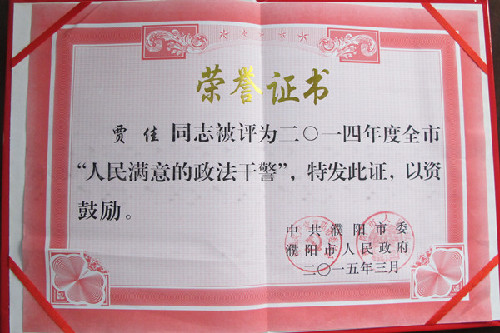 荣誉证书
贾佳 同志被评为二〇一四年度全市
“人民满意的政法干警”，特发此证，以资
鼓励。
中共濮阳市委
濮阳市人民政府
二〇一五年三月